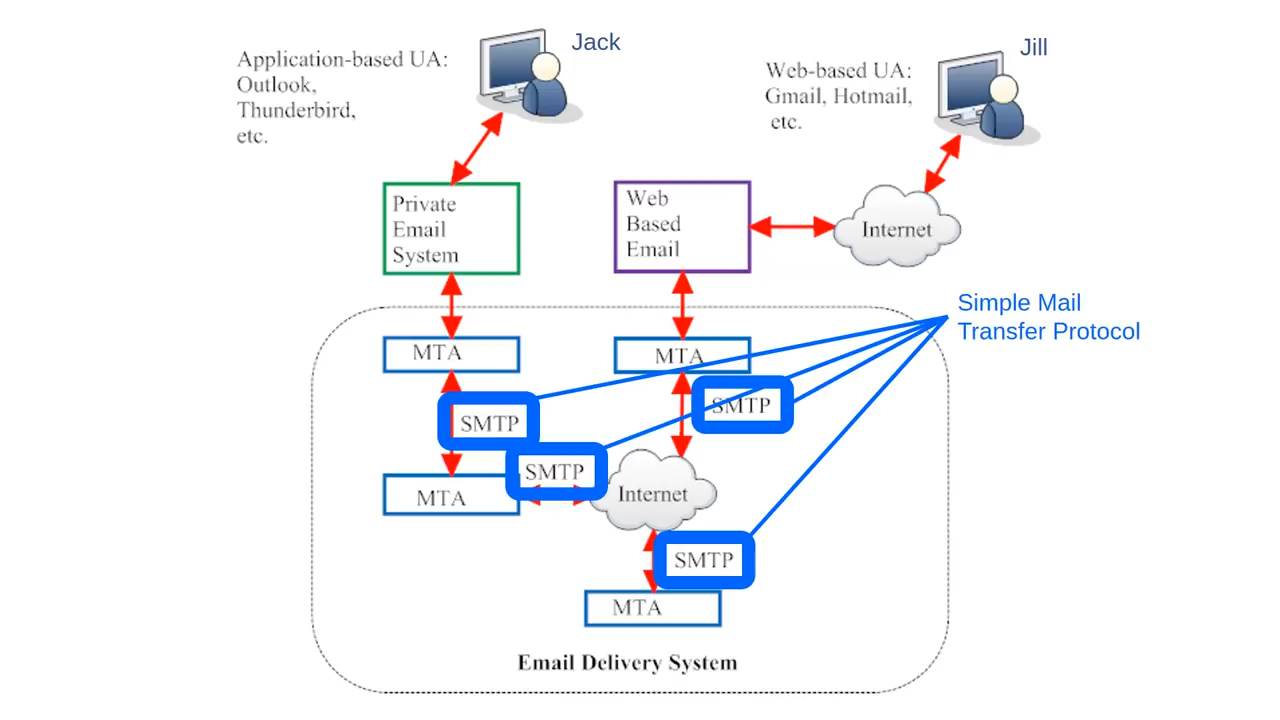 Jack
Application-based UA:
Outlook,
Thunderbird,
etc.
Jill
Web-based UA:
Gmail, Hotmail,
etc.
Private
Email
System
Web
Based
Email
Internet
Simple Mail
Transfer Protocol
MTA
MTA
SMTP
SMTP
SMTP
MTA
Internet
SMTP
MTA
Email Delivery System